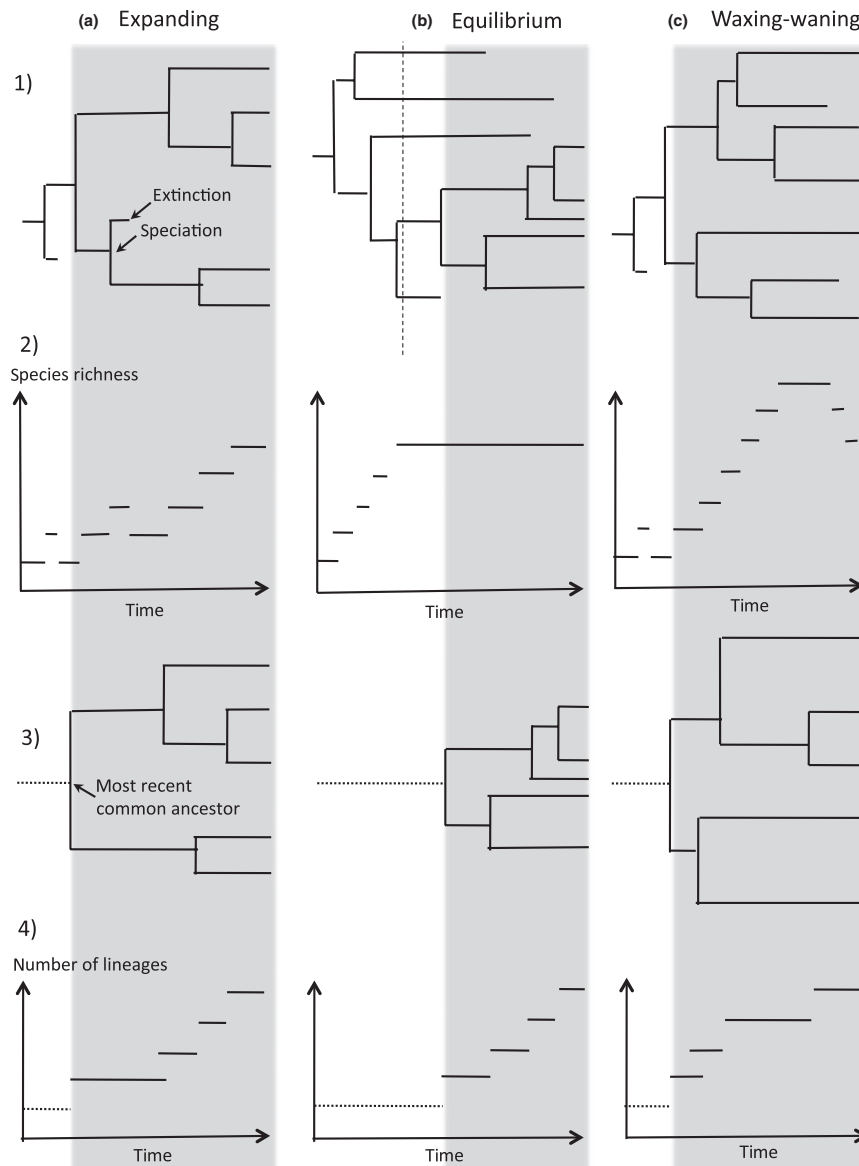 (a) Expanding
(b) Equilibrium
(c) Waxing-waning
1)
Extinction
Speciation
2)
Species richness
Time
Time
Time
3)
Most recent
common ancestor
4)
Number of lineages
Time
Time
Time